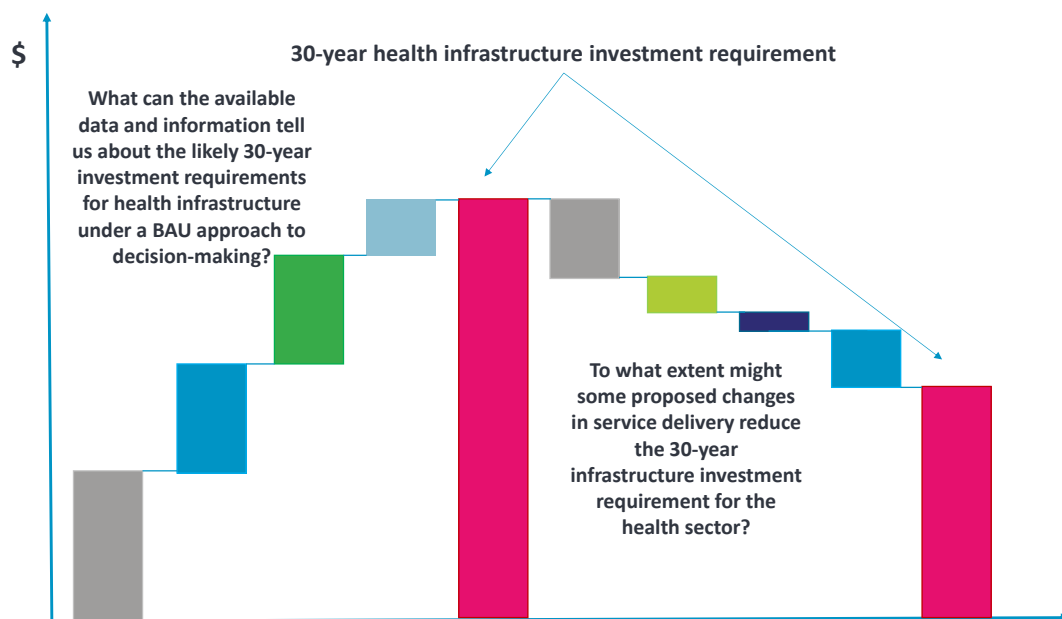 $
30-year health infrastructure investment requirement
What can the available
data and information tell
us about the likely 30-year
investment requirements
for health infrastructure
under a BAU approach to
decision-making?
To what extent might
some proposed changes
in service delivery reduce
the 30-year
infrastructure investment
requirement for the
health sector?